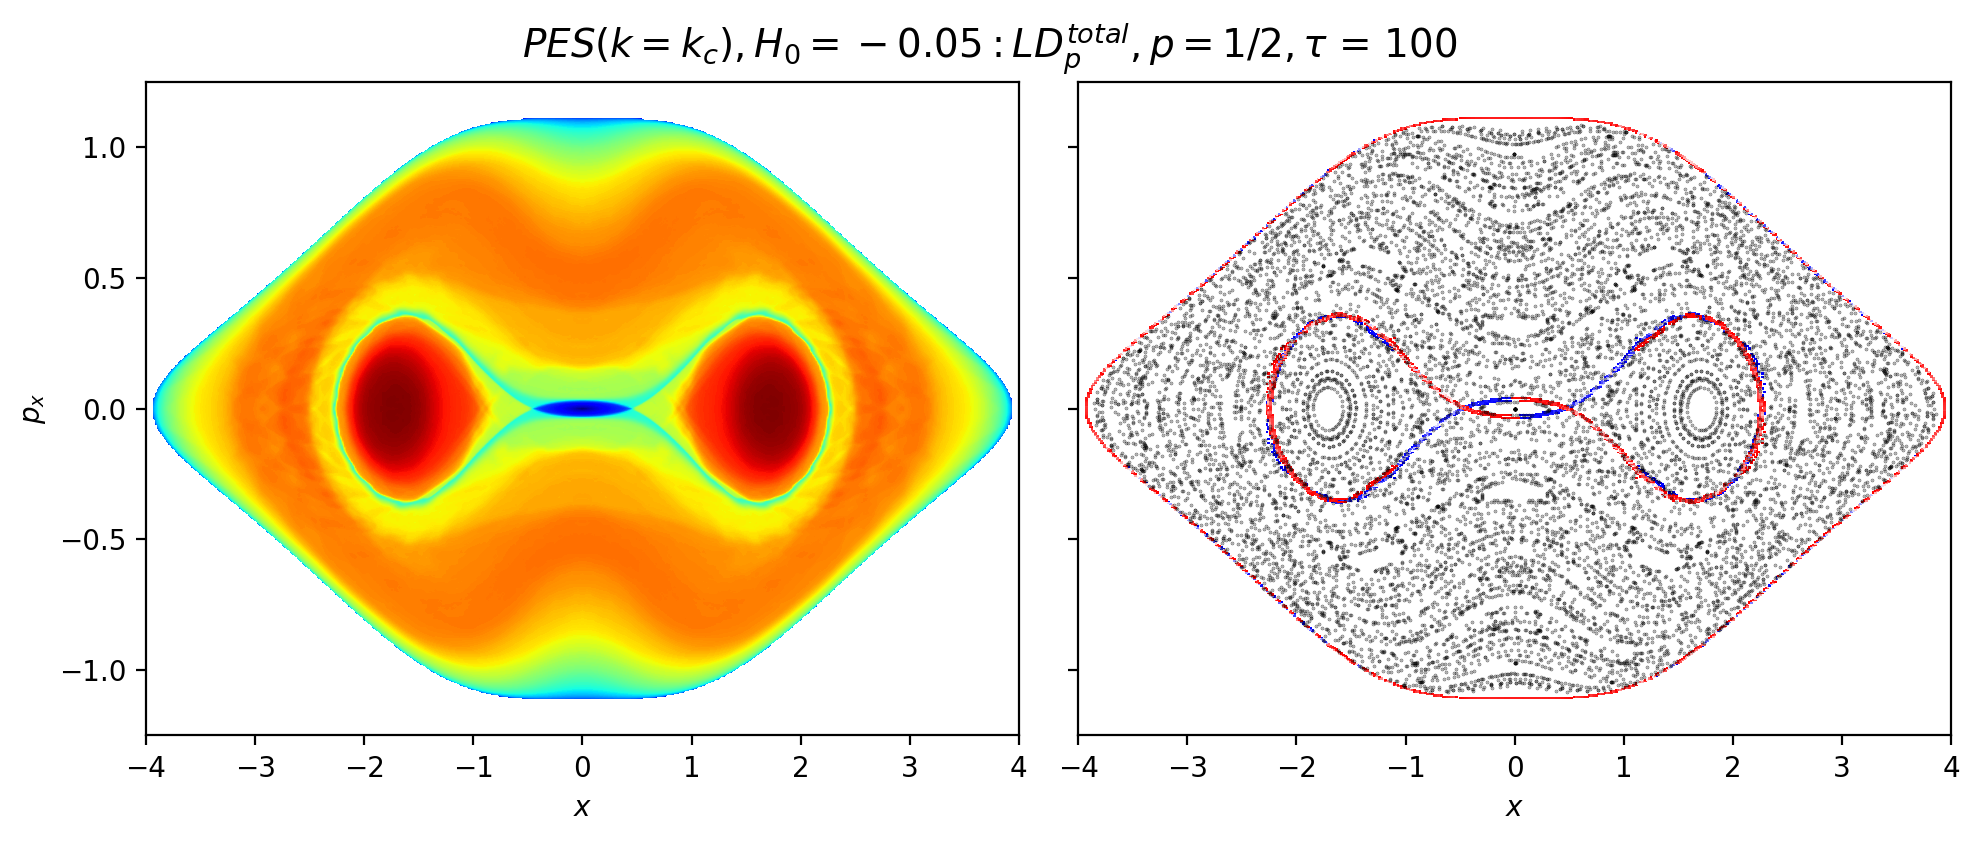 PES(k = k_c), H_0 = −0.05 : LD_p^{total}, p = 1/2, τ = 100
1.0
0.5
0.0
−0.5
−1.0
p_x
−4 −3 −2 −1 0 1 2 3 4
−4 −3 −2 −1 0 1 2 3 4
x
x